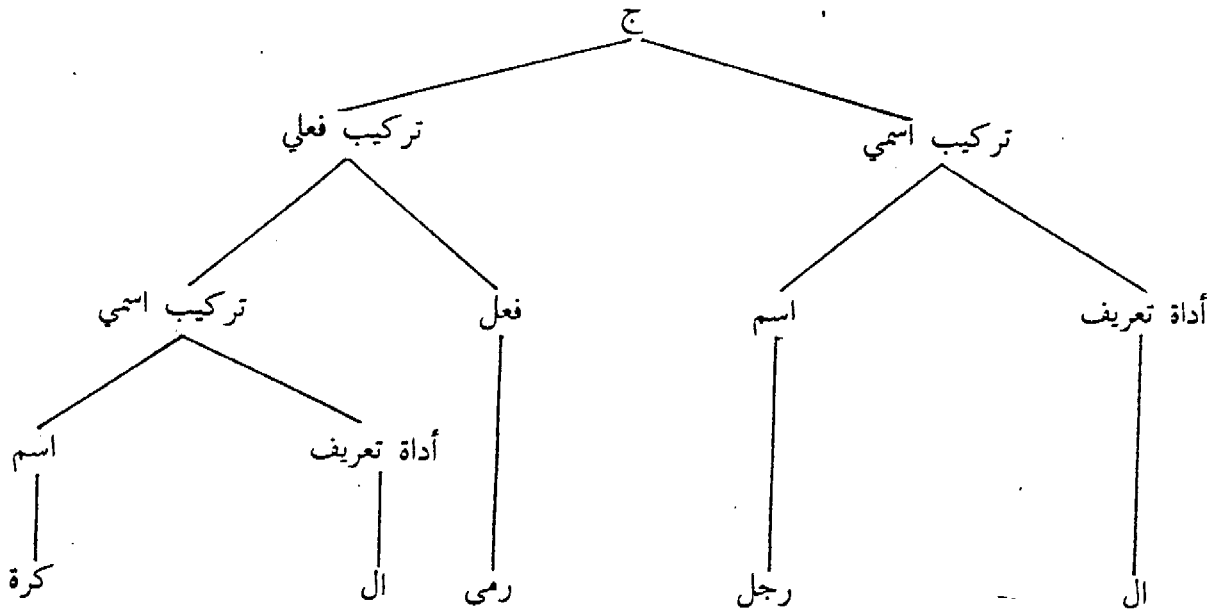 ج
تركيب اسمي تركيب فعلي
أداة تعريف اسم فعل تركيب اسمي
أداة تعريف اسم
ال رجل رمى ال كرة